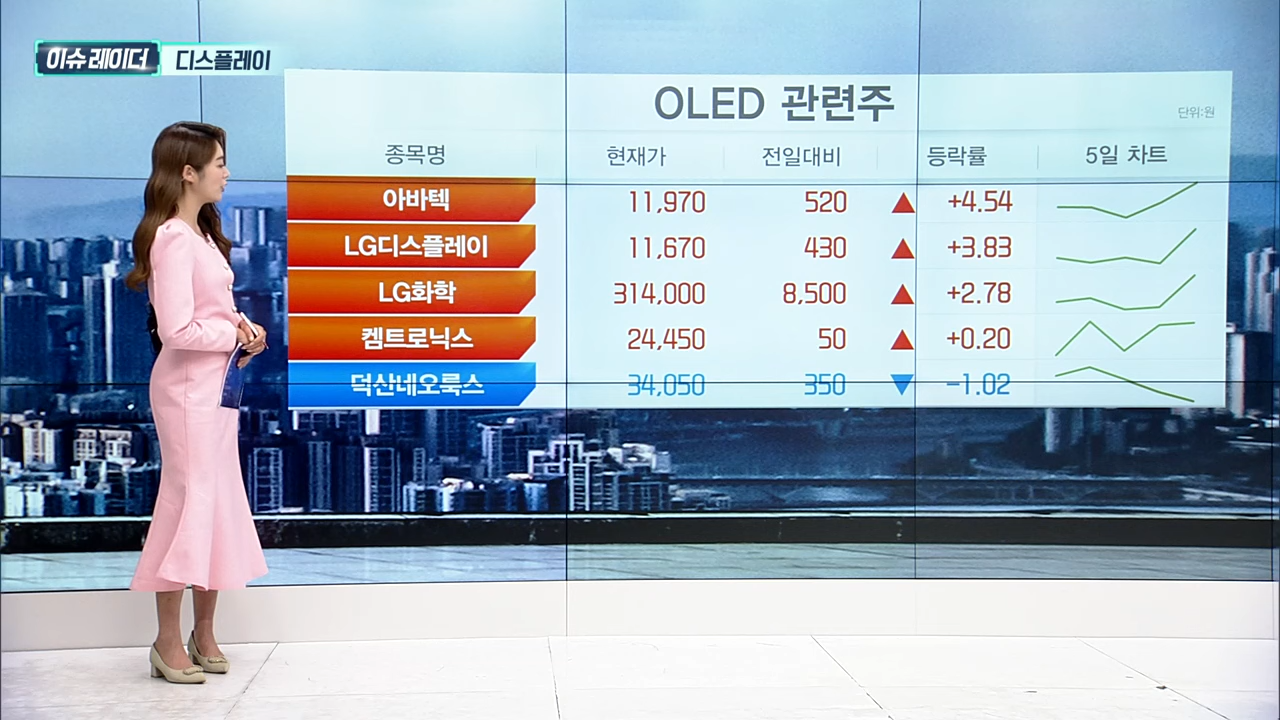 이슈 레이더 디스플레이
OLED 관련주
단위:원
종목명 현재가 전일대비 등락률 5일 차트
아바텍 11,970 520 ▲ +4.54
LG디스플레이 11,670 430 ▲ +3.83
LG화학 314,000 8,500 ▲ +2.78
켐트로닉스 24,450 50 ▲ +0.20
덕산네오룩스 34,050 350 ▼ -1.02